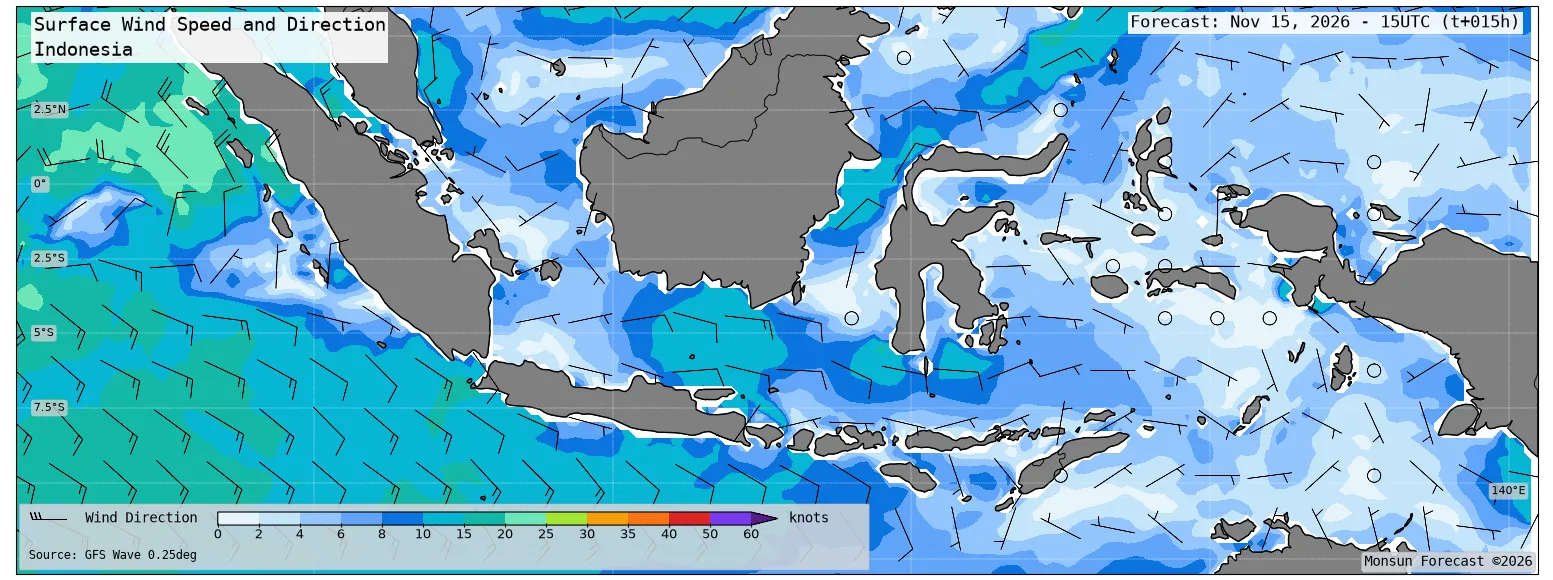 Surface Wind Speed and Direction
Indonesia
Forecast: Nov 15, 2026 - 15UTC (t+015h)
2.5°N
0°
2.5°S
5°S
7.5°S
140°E
Wind Direction
0 2 4 6 8 10 15 20 25 30 35 40 50 60 knots
Source: GFS Wave 0.25deg
Monsun Forecast ©2026